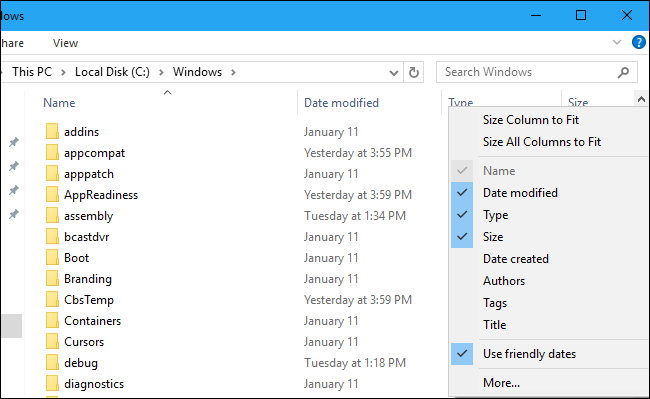 dows
hare View
This PC > Local Disk (C:) > Windows >
Search Windows
Name Date modified Type Size
addins January 11
appcompat Yesterday at 3:55 PM
apppatch January 11
AppReadiness Yesterday at 3:59 PM
assembly Tuesday at 1:34 PM
bcastdvr January 11
Boot January 11
Branding January 11
CbsTemp Yesterday at 3:59 PM
Containers January 11
Cursors January 11
debug Tuesday at 1:18 PM
diagnostics January 11
Size Column to Fit
Size All Columns to Fit
Name
Date modified
Type
Size
Date created
Authors
Tags
Title
Use friendly dates
More...